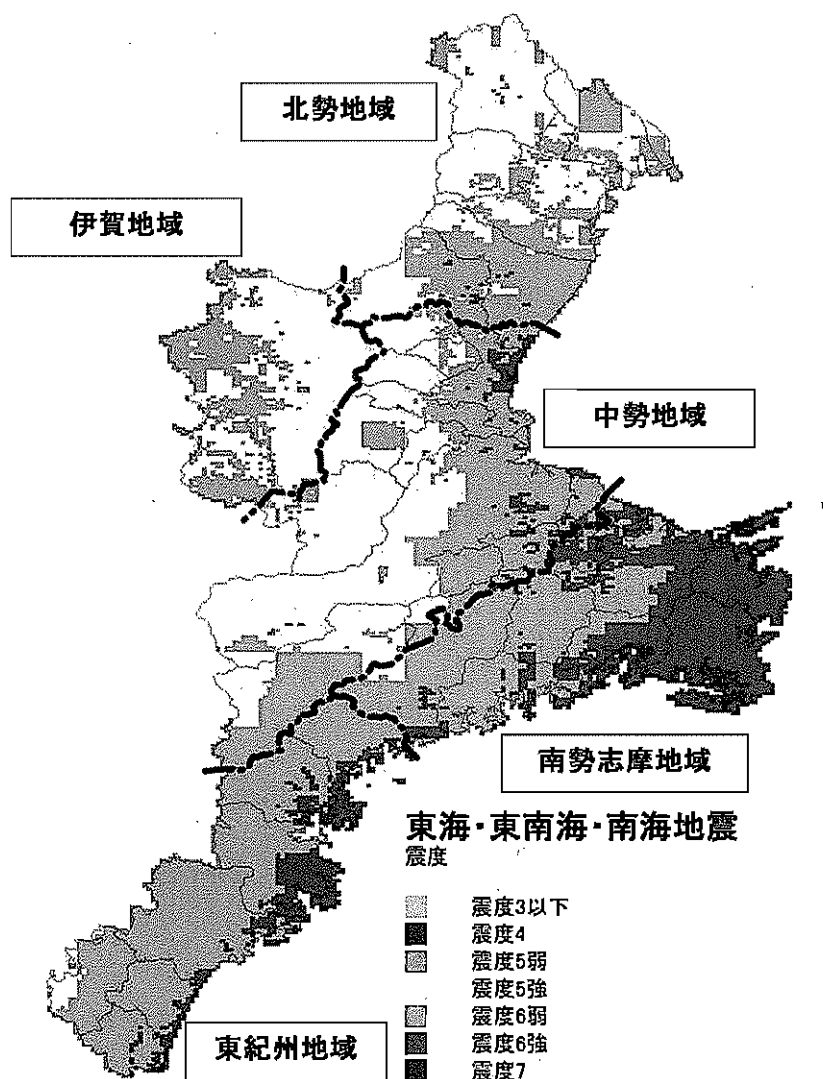 北勢地域
伊賀地域
中勢地域
南勢志摩地域
東海・東南海・南海地震
震度
震度3以下
震度4
震度5弱
震度5強
震度6弱
震度6強
震度7
東紀州地域